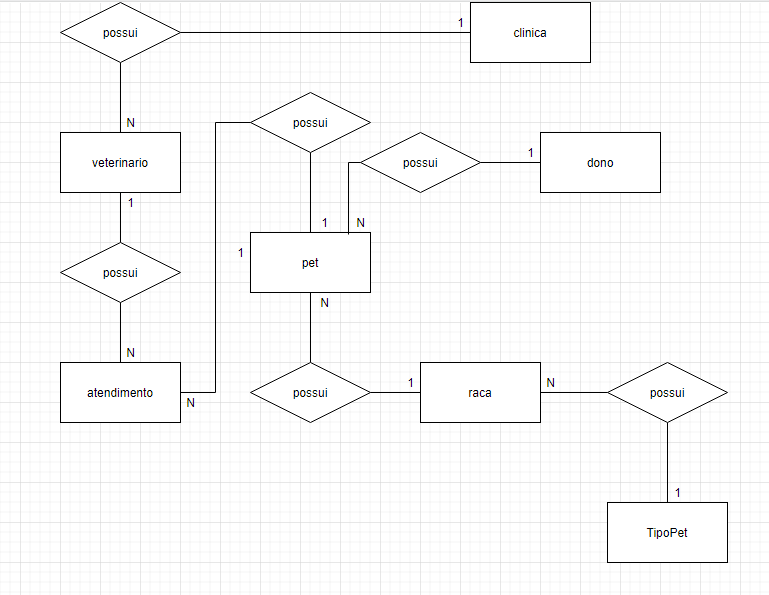 possui
1
clinica
N
possui
veterinario
possui
1
dono
1
1
N
1
pet
possui
N
N
atendimento
N
possui
1
raca
N
possui
1
TipoPet